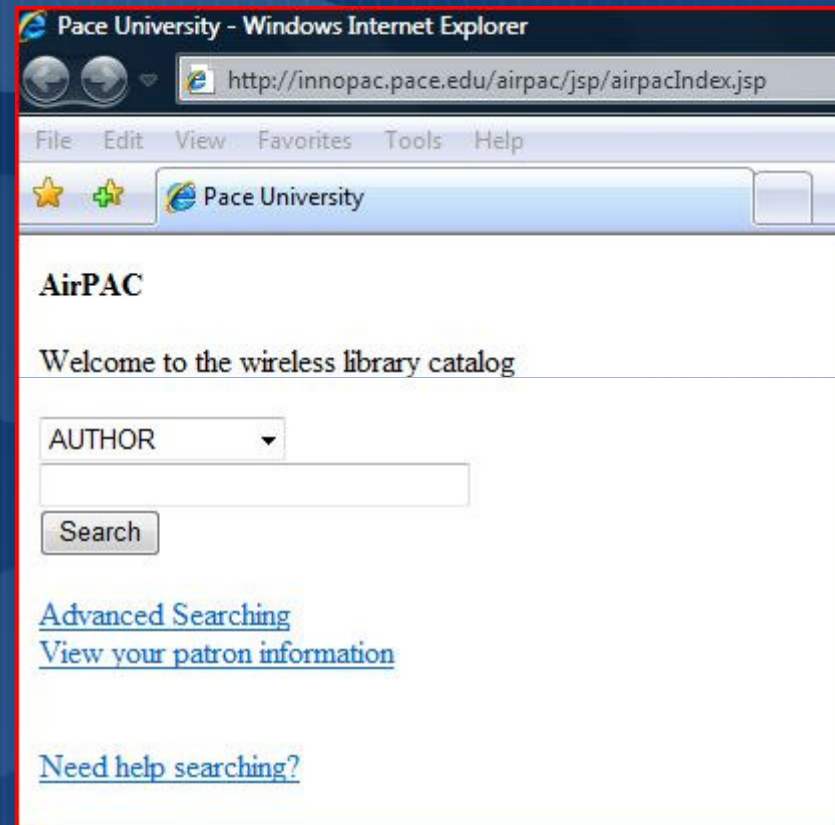 Pace University - Windows Internet Explorer
http://innopac.pace.edu/airpac/jsp/airpacIndex.jsp
File Edit View Favorites Tools Help
Pace University
AirPAC
Welcome to the wireless library catalog
AUTHOR
Search
Advanced Searching
View your patron information
Need help searching?